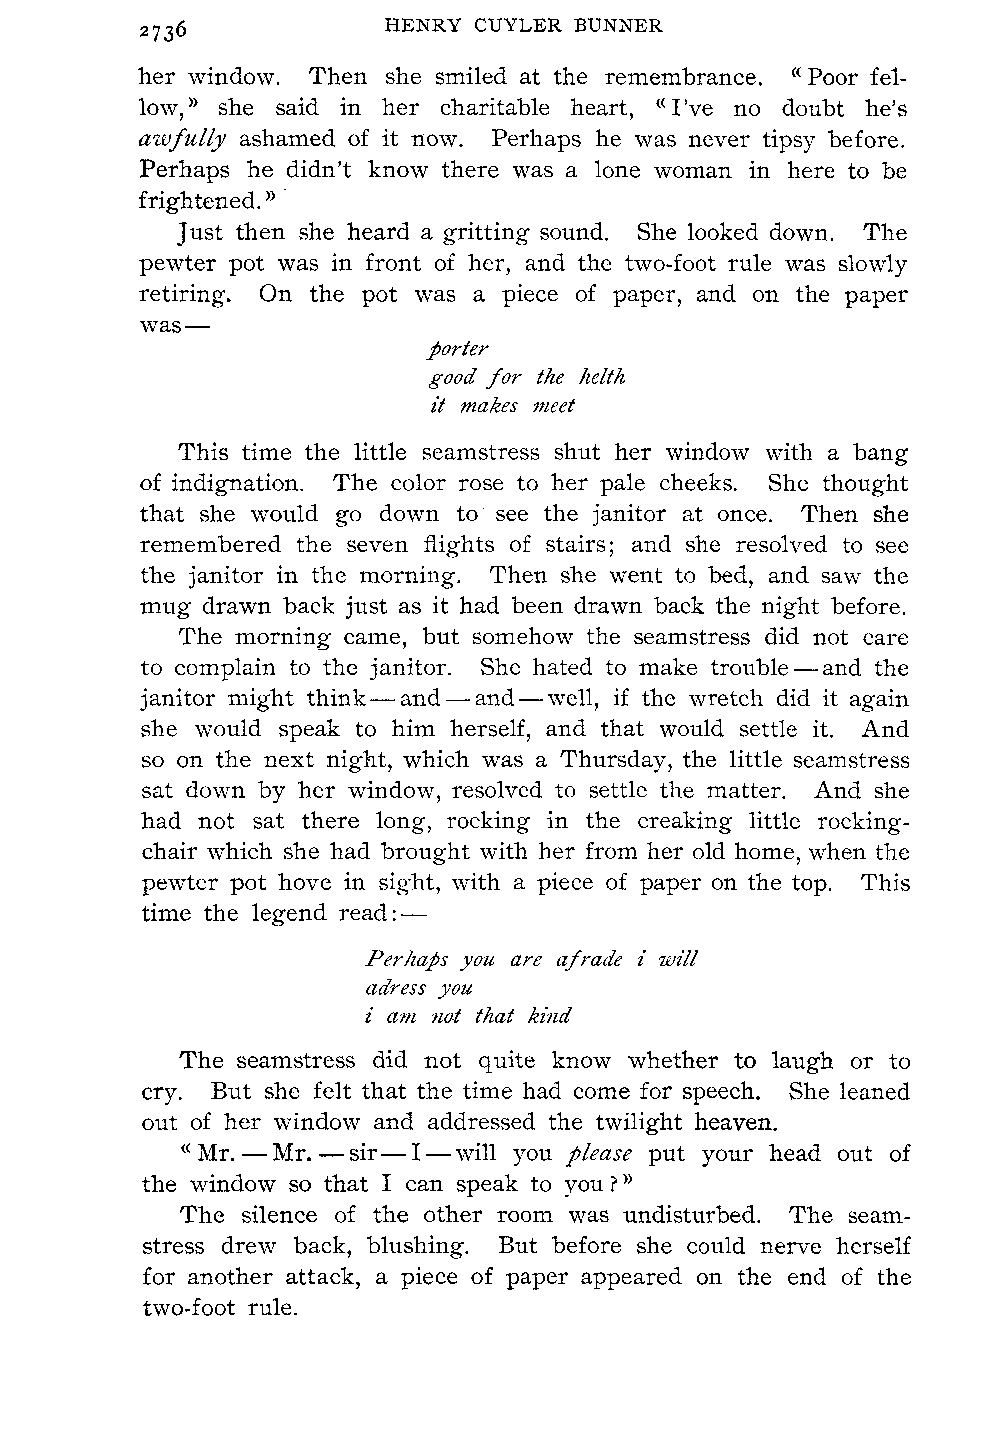 2736 HENRY CUYLER BUNNER
her window. Then she smiled at the remembrance. "Poor fel-
low," she said in her charitable heart, "I've no doubt he's
awfully ashamed of it now. Perhaps he was never tipsy before.
Perhaps he didn't know there was a lone woman in here to be
frightened."
Just then she heard a gritting sound. She looked down. The
pewter pot was in front of her, and the two-foot rule was slowly
retiring. On the pot was a piece of paper, and on the paper
was—
porter
good for the helth
it makes meet
This time the little seamstress shut her window with a bang
of indignation. The color rose to her pale cheeks. She thought
that she would go down to see the janitor at once. Then she
remembered the seven flights of stairs; and she resolved to see
the janitor in the morning. Then she went to bed, and saw the
mug drawn back just as it had been drawn back the night before.
The morning came, but somehow the seamstress did not care
to complain to the janitor. She hated to make trouble—and the
janitor might think—and—and—well, if the wretch did it again
she would speak to him herself, and that would settle it. And
so on the next night, which was a Thursday, the little seamstress
sat down by her window, resolved to settle the matter. And she
had not sat there long, rocking in the creaking little rocking-
chair which she had brought with her from her old home, when the
pewter pot hove in sight, with a piece of paper on the top. This
time the legend read:—
Perhaps you are afrade i will
adress you
i am not that kind
The seamstress did not quite know whether to laugh or to
cry. But she felt that the time had come for speech. She leaned
out of her window and addressed the twilight heaven.
"Mr.—Mr.—sir—I—will you please put your head out of
the window so that I can speak to you?"
The silence of the other room was undisturbed. The seam-
stress drew back, blushing. But before she could nerve herself
for another attack, a piece of paper appeared on the end of the
two-foot rule.